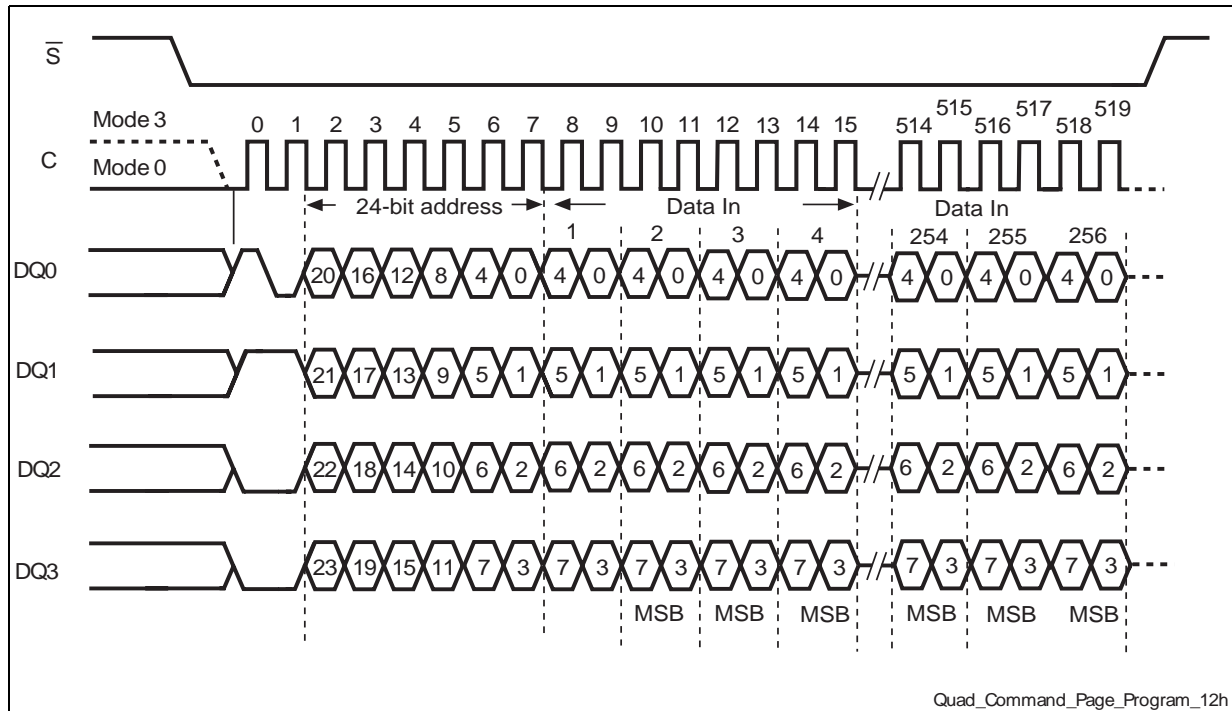 S
Mode 3
C
Mode 0
0 1 2 3 4 5 6 7 8 9 10 11 12 13 14 15 514 515 516 517 518 519
24-bit address Data In Data In
1 2 3 4 254 255 256
DQ0 20 16 12 8 4 0 4 0 4 0 4 0 4 0 4 0 4 0 4 0
DQ1 21 17 13 9 5 1 5 1 5 1 5 1 5 1 5 1 5 1 5 1
DQ2 22 18 14 10 6 2 6 2 6 2 6 2 6 2 6 2 6 2 6 2
DQ3 23 19 15 11 7 3 7 3 7 3 7 3 7 3 7 3 7 3 7 3
MSB MSB MSB MSB MSB MSB
Quad_Command_Page_Program_12h